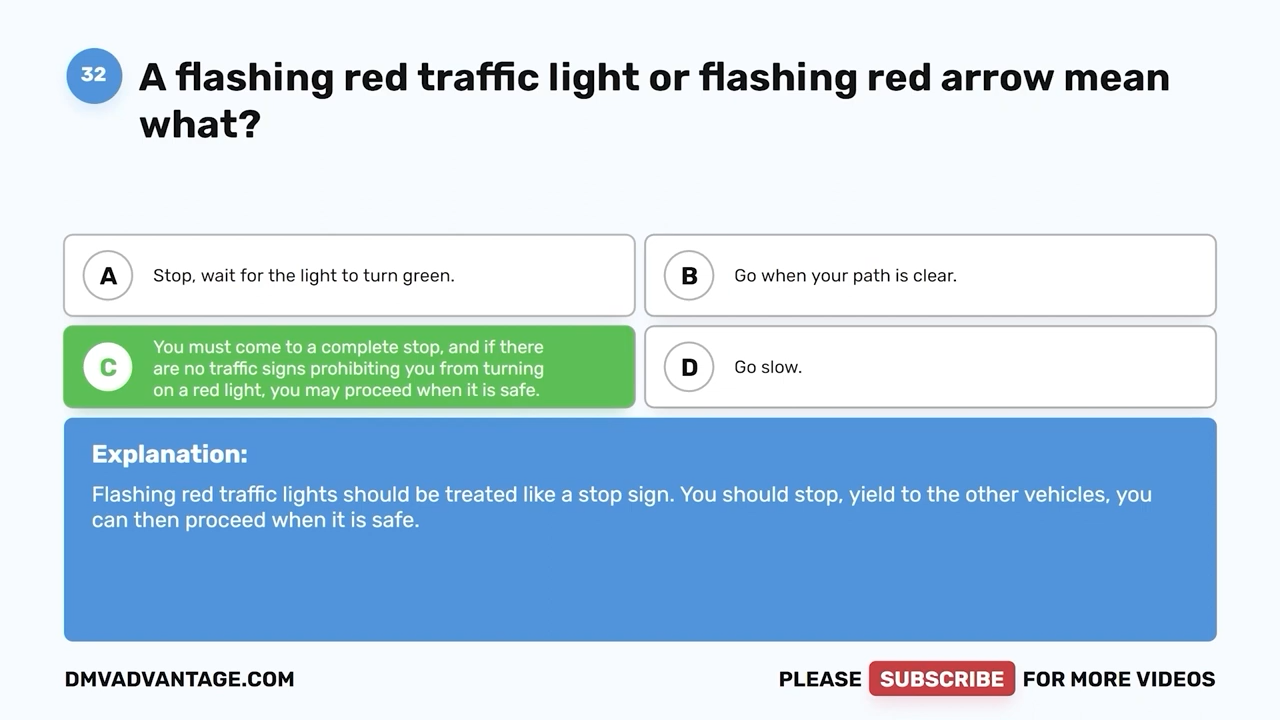 32
A flashing red traffic light or flashing red arrow mean
what?
A
Stop, wait for the light to turn green.
B
Go when your path is clear.
C
You must come to a complete stop, and if there
are no traffic signs prohibiting you from turning
on a red light, you may proceed when it is safe.
D
Go slow.
Explanation:
Flashing red traffic lights should be treated like a stop sign. You should stop, yield to the other vehicles, you
can then proceed when it is safe.
DMVADVANTAGE.COM
PLEASE SUBSCRIBE FOR MORE VIDEOS